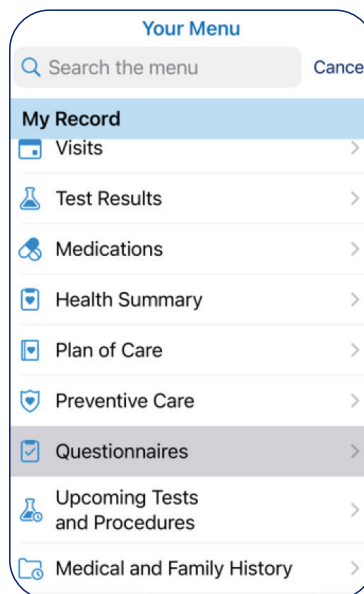 Your Menu
Search the menu
Cance
My Record
Visits
Test Results
Medications
Health Summary
Plan of Care
Preventive Care
Questionnaires
Upcoming Tests
and Procedures
Medical and Family History